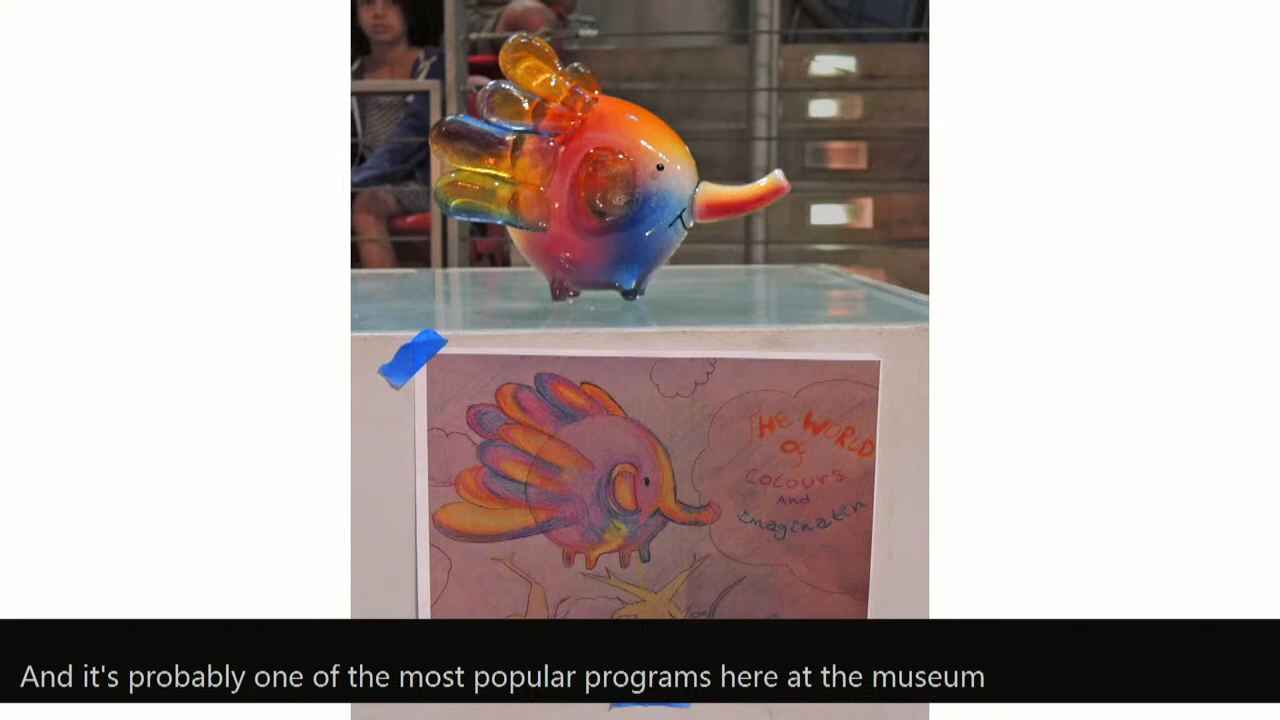 THE WORLD
of
COLOURS
And
imaginatin
And it's probably one of the most popular programs here at the museum